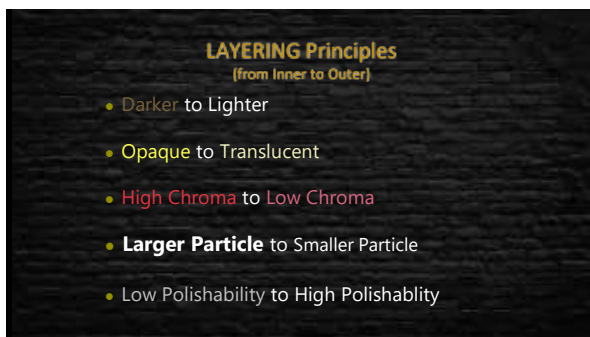 LAYERING Principles
(from Inner to Outer)
Darker to Lighter
Opaque to Translucent
High Chroma to Low Chroma
Larger Particle to Smaller Particle
Low Polishability to High Polishablity